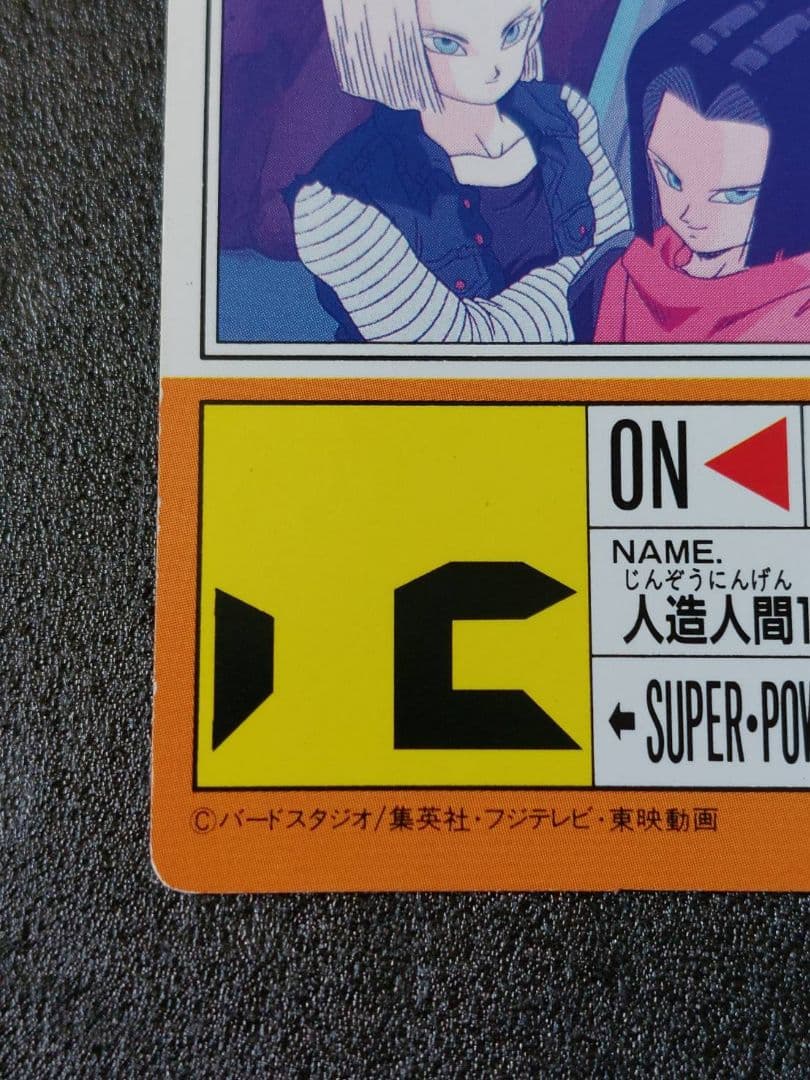 ON
NAME.
じんぞうにんげん
人造人間1
←SUPER・POW
©バードスタジオ/集英社・フジテレビ・東映動画